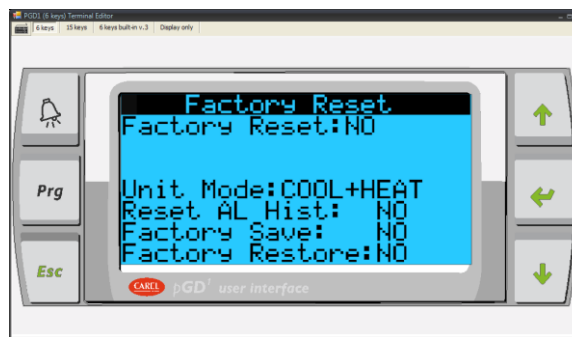 PGD1 (6 keys) Terminal Editor
6 keys 15 keys 6 keys built-in v.3 Display only
Factory Reset
Factory Reset:NO
Prg
Unit Mode:COOL+HEAT
Reset AL Hist: NO
Factory Save: NO
Factory Restore:NO
Esc
CAREL pGD¹ user interface